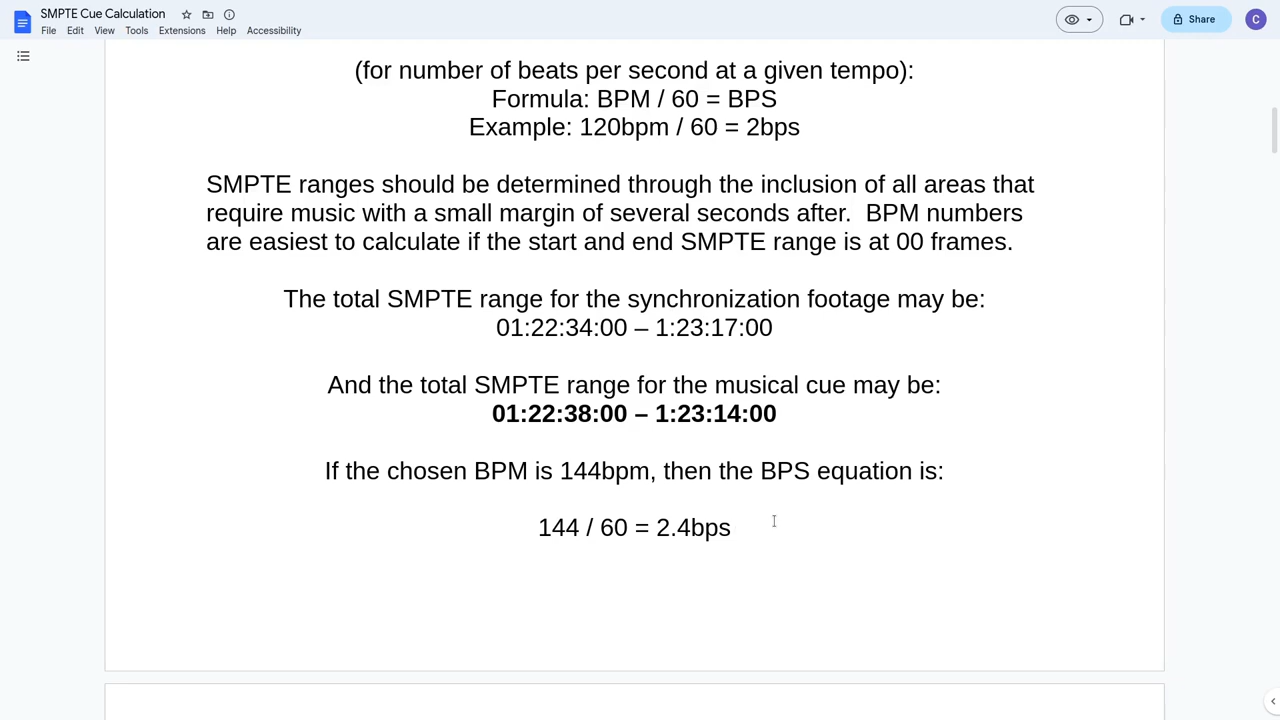 SMPTE Cue Calculation
File Edit View Tools Extensions Help Accessibility
Share
C
(for number of beats per second at a given tempo):
Formula: BPM / 60 = BPS
Example: 120bpm / 60 = 2bps
SMPTE ranges should be determined through the inclusion of all areas that
require music with a small margin of several seconds after.  BPM numbers
are easiest to calculate if the start and end SMPTE range is at 00 frames.
The total SMPTE range for the synchronization footage may be:
01:22:34:00 – 1:23:17:00
And the total SMPTE range for the musical cue may be:
01:22:38:00 – 1:23:14:00
If the chosen BPM is 144bpm, then the BPS equation is:
144 / 60 = 2.4bps